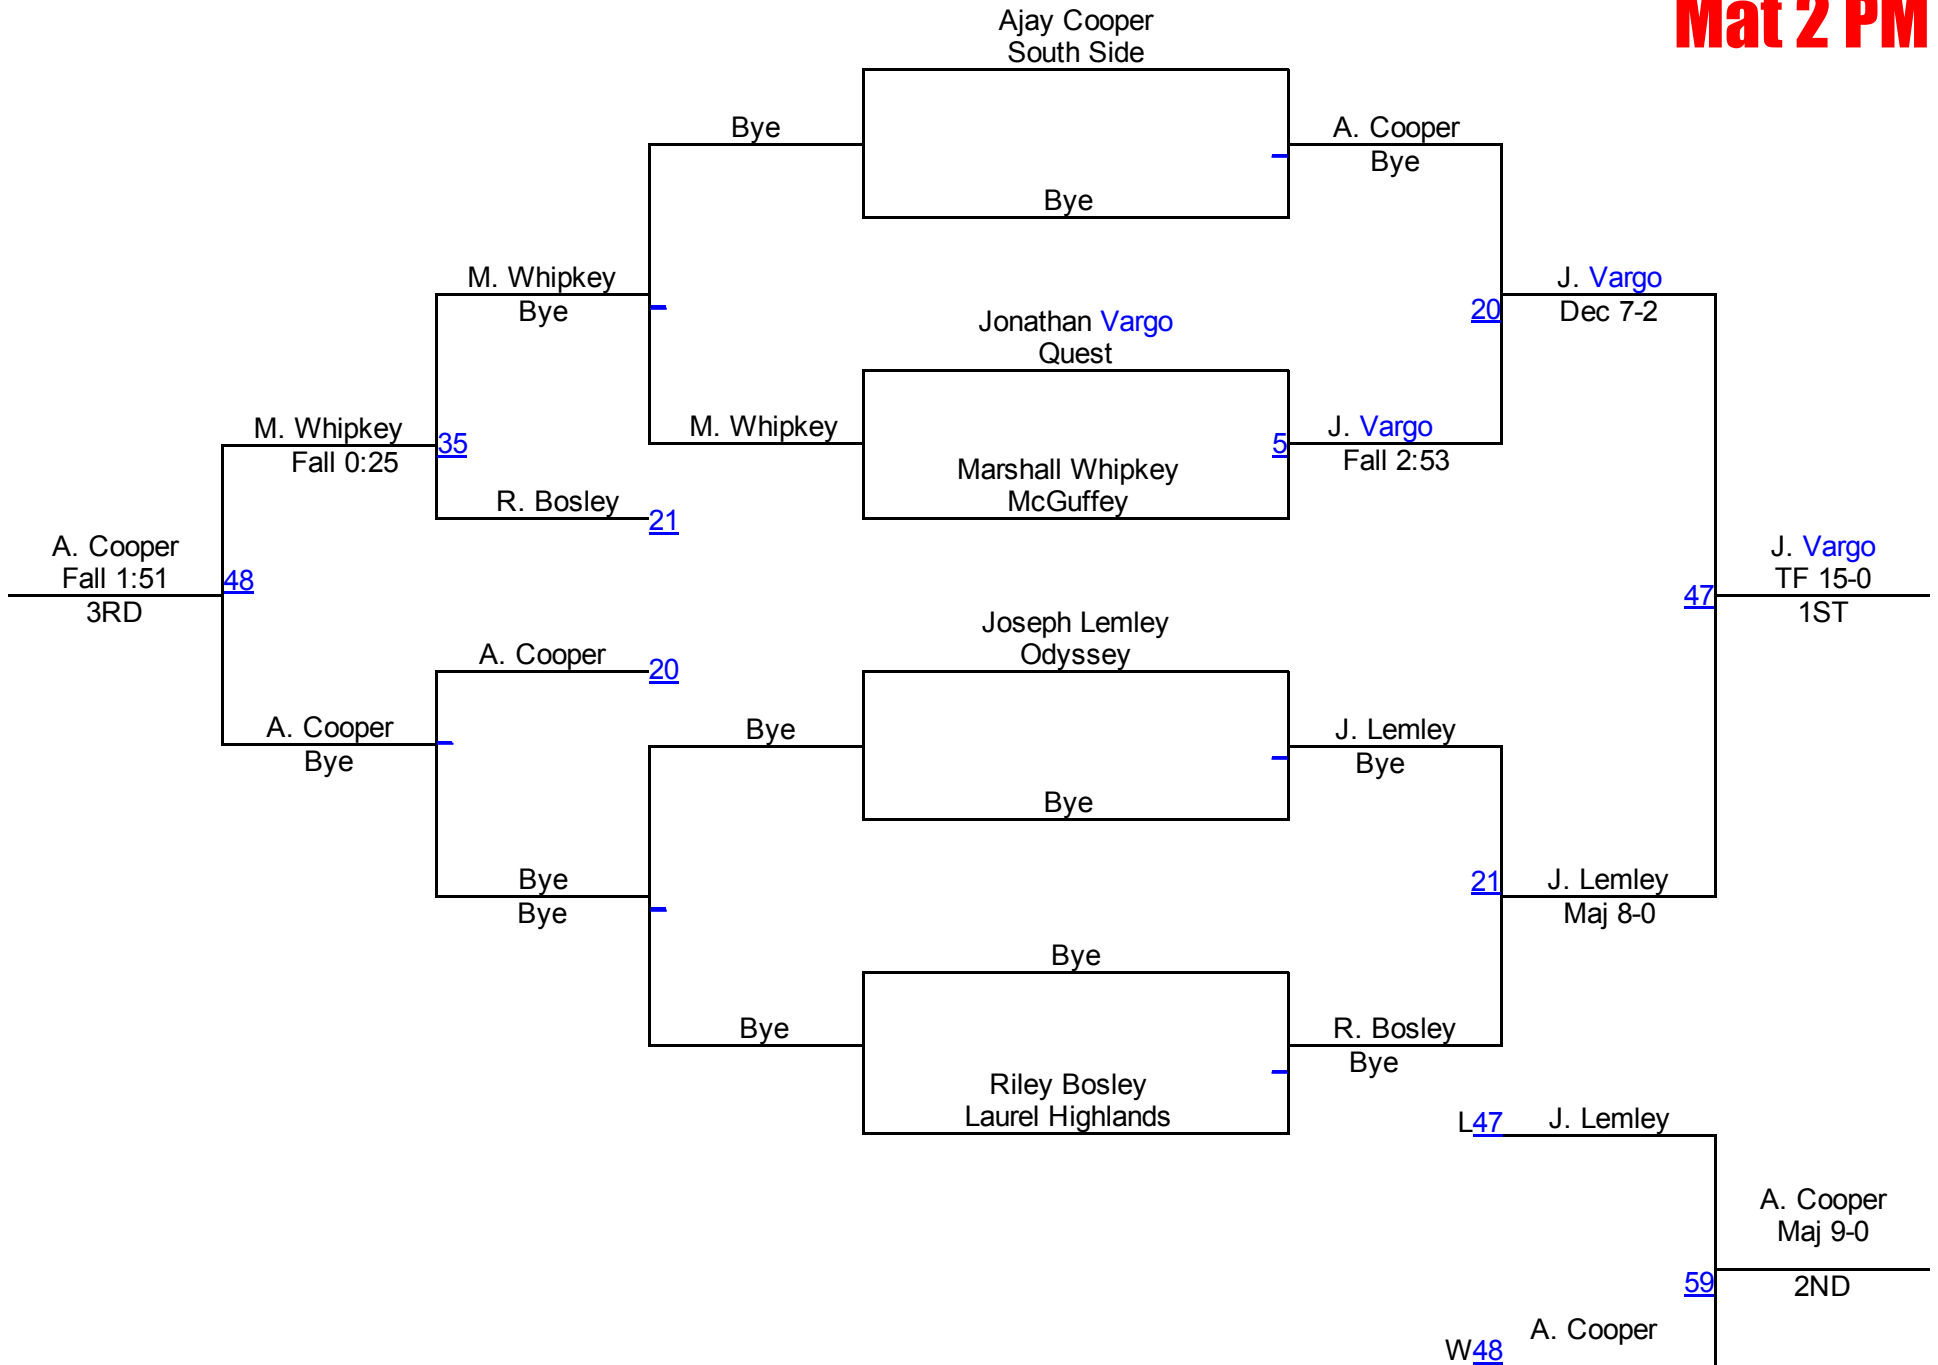 Mat 2 PM
Ajay Cooper
South Side
Bye
A. Cooper
Bye
Bye
M. Whipkey
Bye
J. Vargo
Dec 7-2
20
Jonathan Vargo
Quest
M. Whipkey
5
J. Vargo
Fall 2:53
M. Whipkey
Fall 0:25
35
Marshall Whipkey
McGuffey
R. Bosley
21
A. Cooper
Fall 1:51
3RD
48
J. Vargo
TF 15-0
1ST
47
Joseph Lemley
Odyssey
A. Cooper
20
A. Cooper
Bye
Bye
J. Lemley
Bye
Bye
Bye
Bye
21
J. Lemley
Maj 8-0
Bye
Bye
R. Bosley
Bye
Riley Bosley
Laurel Highlands
L47
J. Lemley
A. Cooper
Maj 9-0
2ND
59
A. Cooper
W48